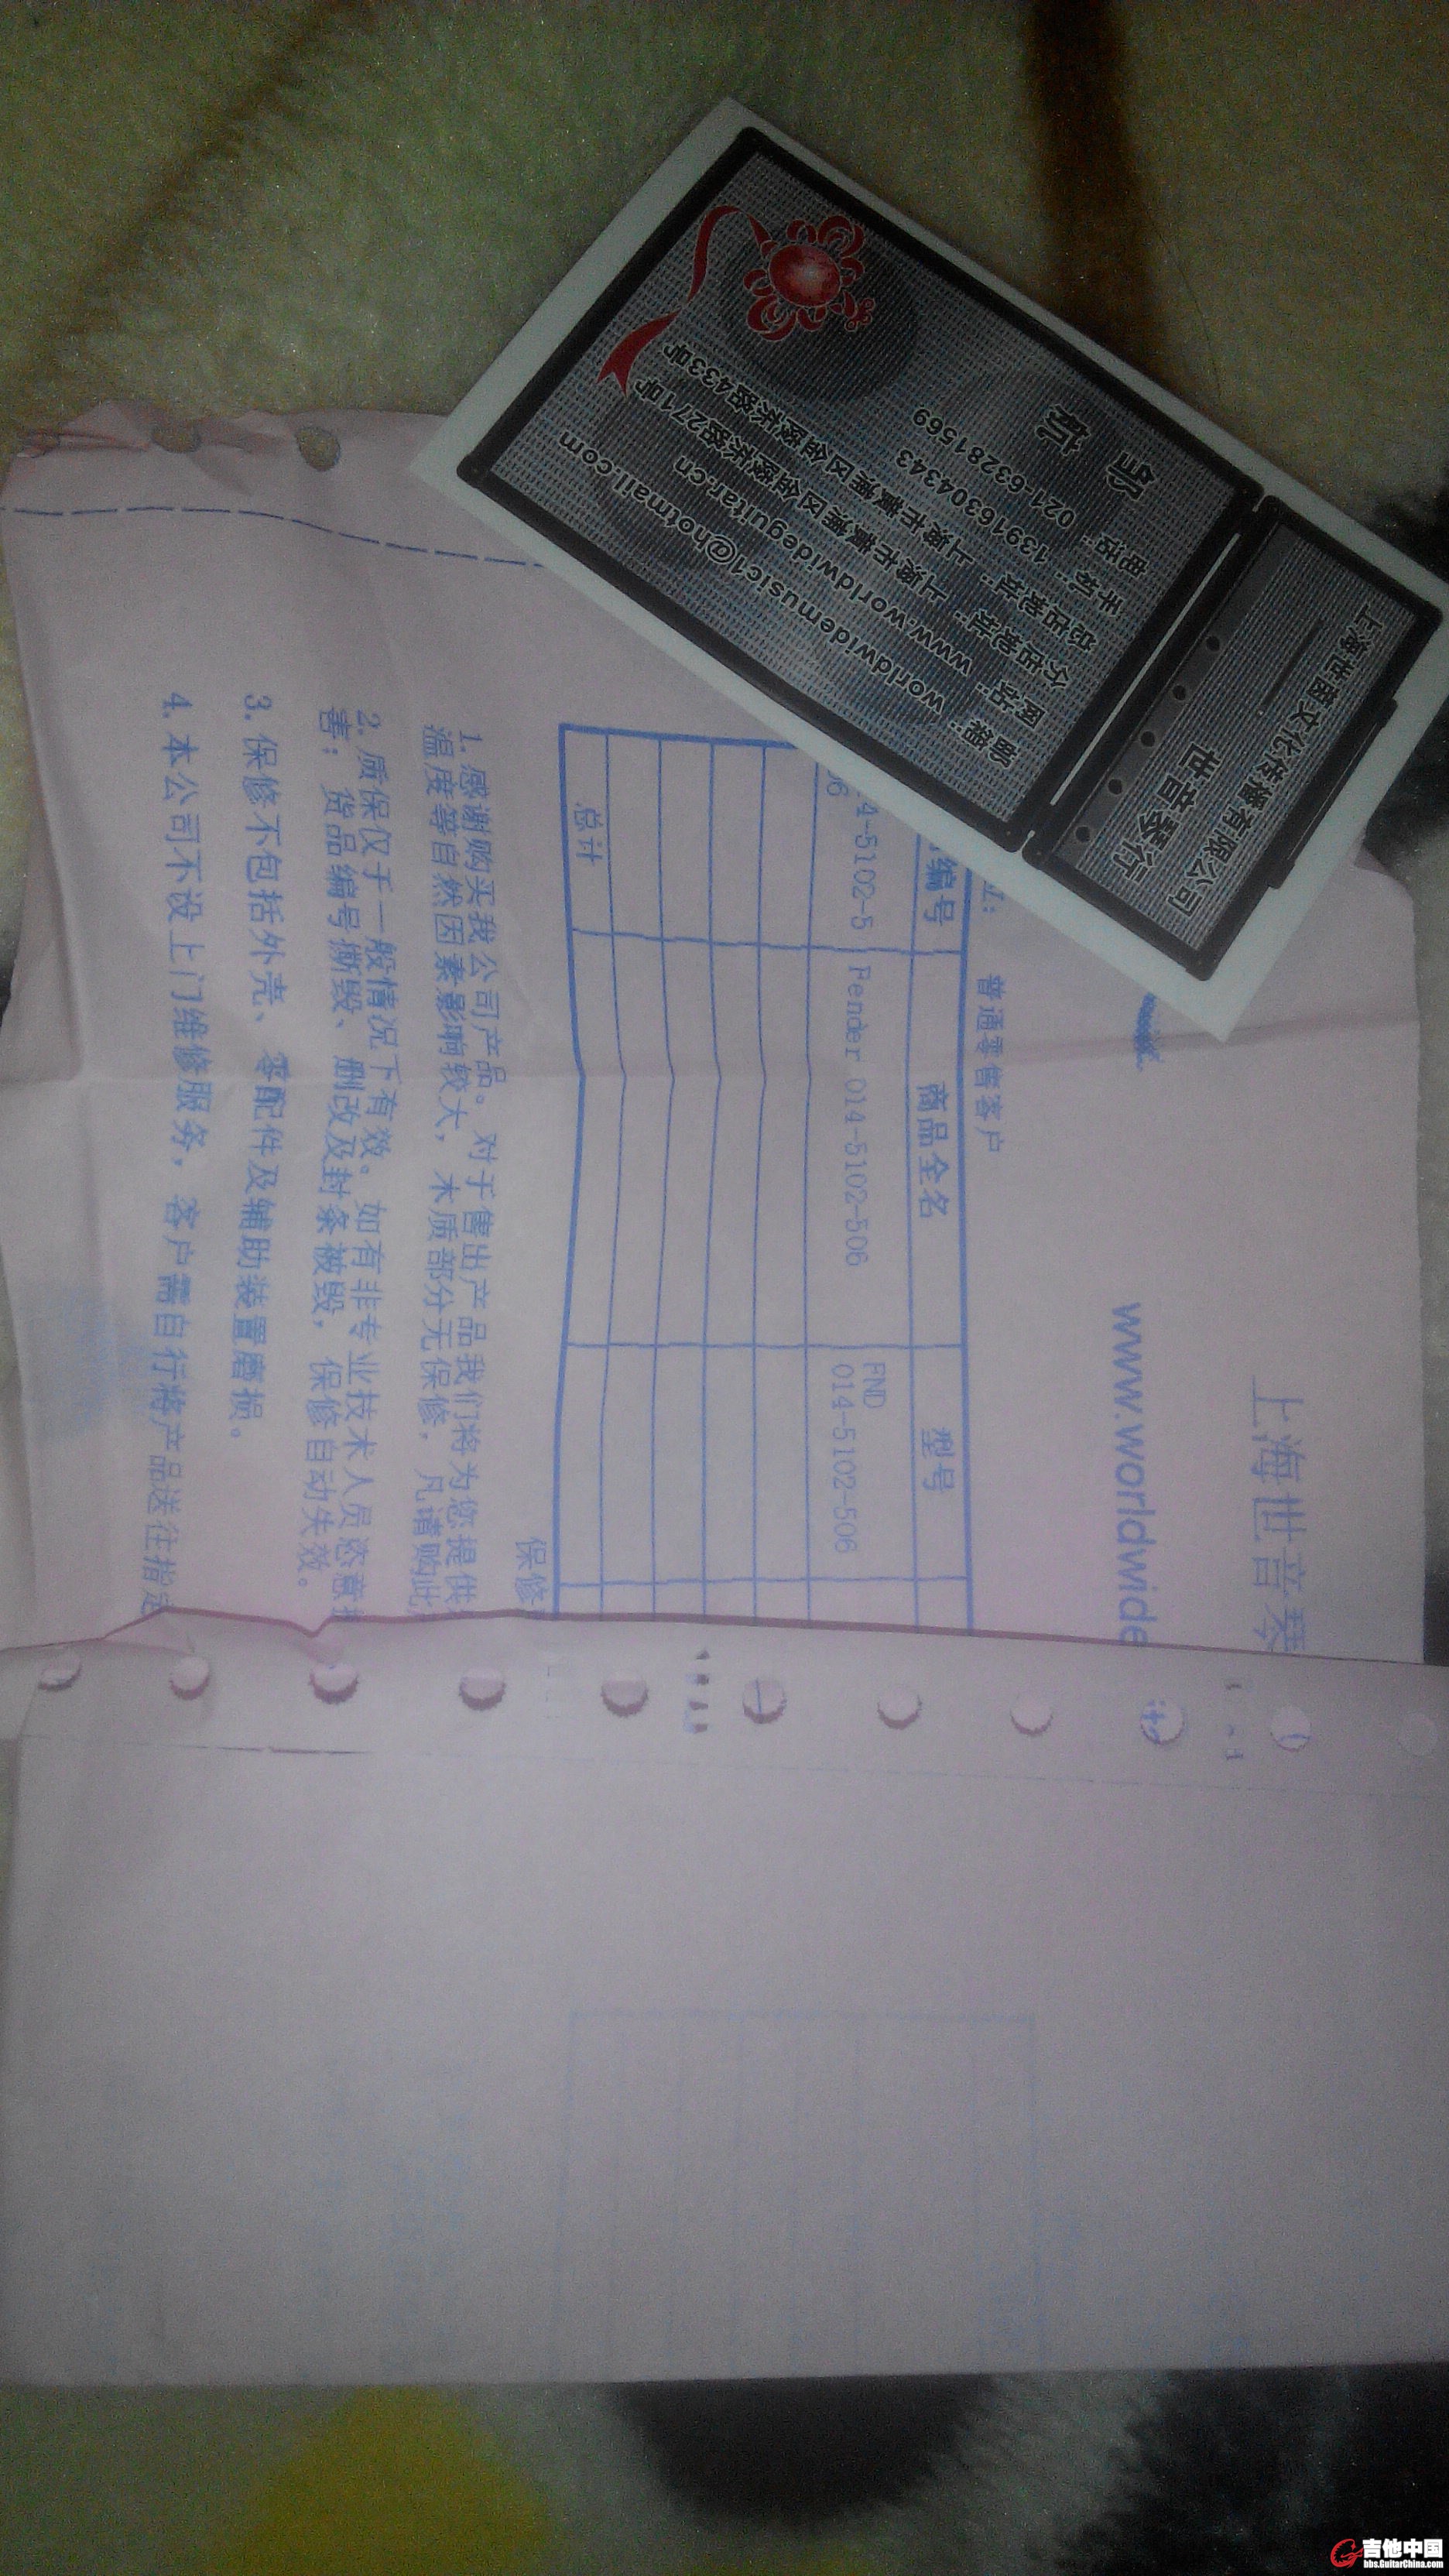 上海世音琴
www.worldwide
普通零售客户
编号 商品全名 型号
4-5102-5 Fender 014-5102-506 FND
06 014-5102-506
总计
保修
1. 感谢购买我公司产品。对于售出产品我们将为您提供
温度等自然因素影响较大，木质部分无保修，凡请购此
2. 质保仅于一般情况下有效。如有非专业技术人员恣意
害；货品编号撕毁、删改及封条被毁，保修自动失效。
3. 保修不包括外壳、零配件及辅助装置磨损。
4. 本公司不设上门维修服务，客户需自行将产品送往指定
上海世茵文化传播有限公司
世音琴行
邹
电话：021-63281569
手机：13916304343
总店地址：上海市黄浦区金陵东路433号
分店地址：上海市黄浦区金陵东路271号
网站：www.worldwideguitar.cn
邮箱：worldwidemusic1@hotmail.com
吉他中国
bbs.GuitarChina.com